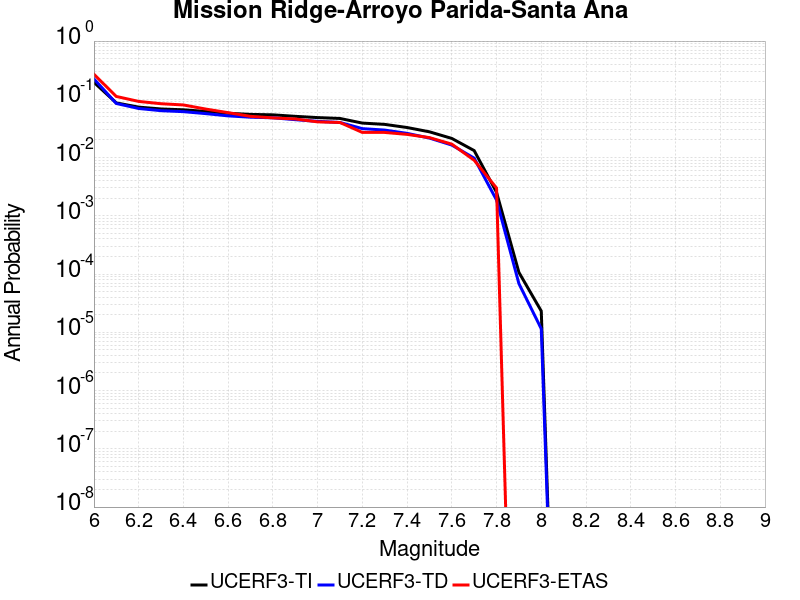 Mission Ridge-Arroyo Parida-Santa Ana
Annual Probability
10^0
10^-1
10^-2
10^-3
10^-4
10^-5
10^-6
10^-7
10^-8
6 6.2 6.4 6.6 6.8 7 7.2 7.4 7.6 7.8 8 8.2 8.4 8.6 8.8 9
Magnitude
UCERF3-TI UCERF3-TD UCERF3-ETAS